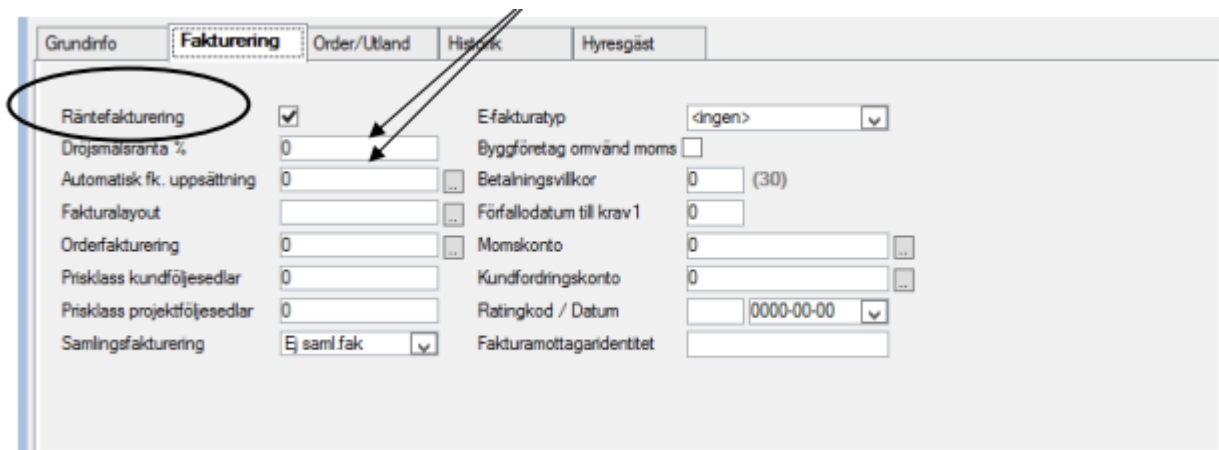 Grundinfo Fakturering Order/Utland Historik Hyresgäst
Räntefakturering E-fakturatyp <ingen>
Dröjsmålsränta % 0 Byggföretag omvänd moms
Automatisk fk. uppsättning 0 .. Betalningsvillkor 0 (30)
Fakturalayout .. Förfallodatum till krav1 0
Orderfakturering 0 .. Momskonto 0 ..
Prisklass kundföljesedlar 0 Kundfordringskonto 0 ..
Prisklass projektföljesedlar 0 Ratingkod / Datum 0000-00-00
Samlingsfakturering Ej saml.fak Fakturamottagaridentitet